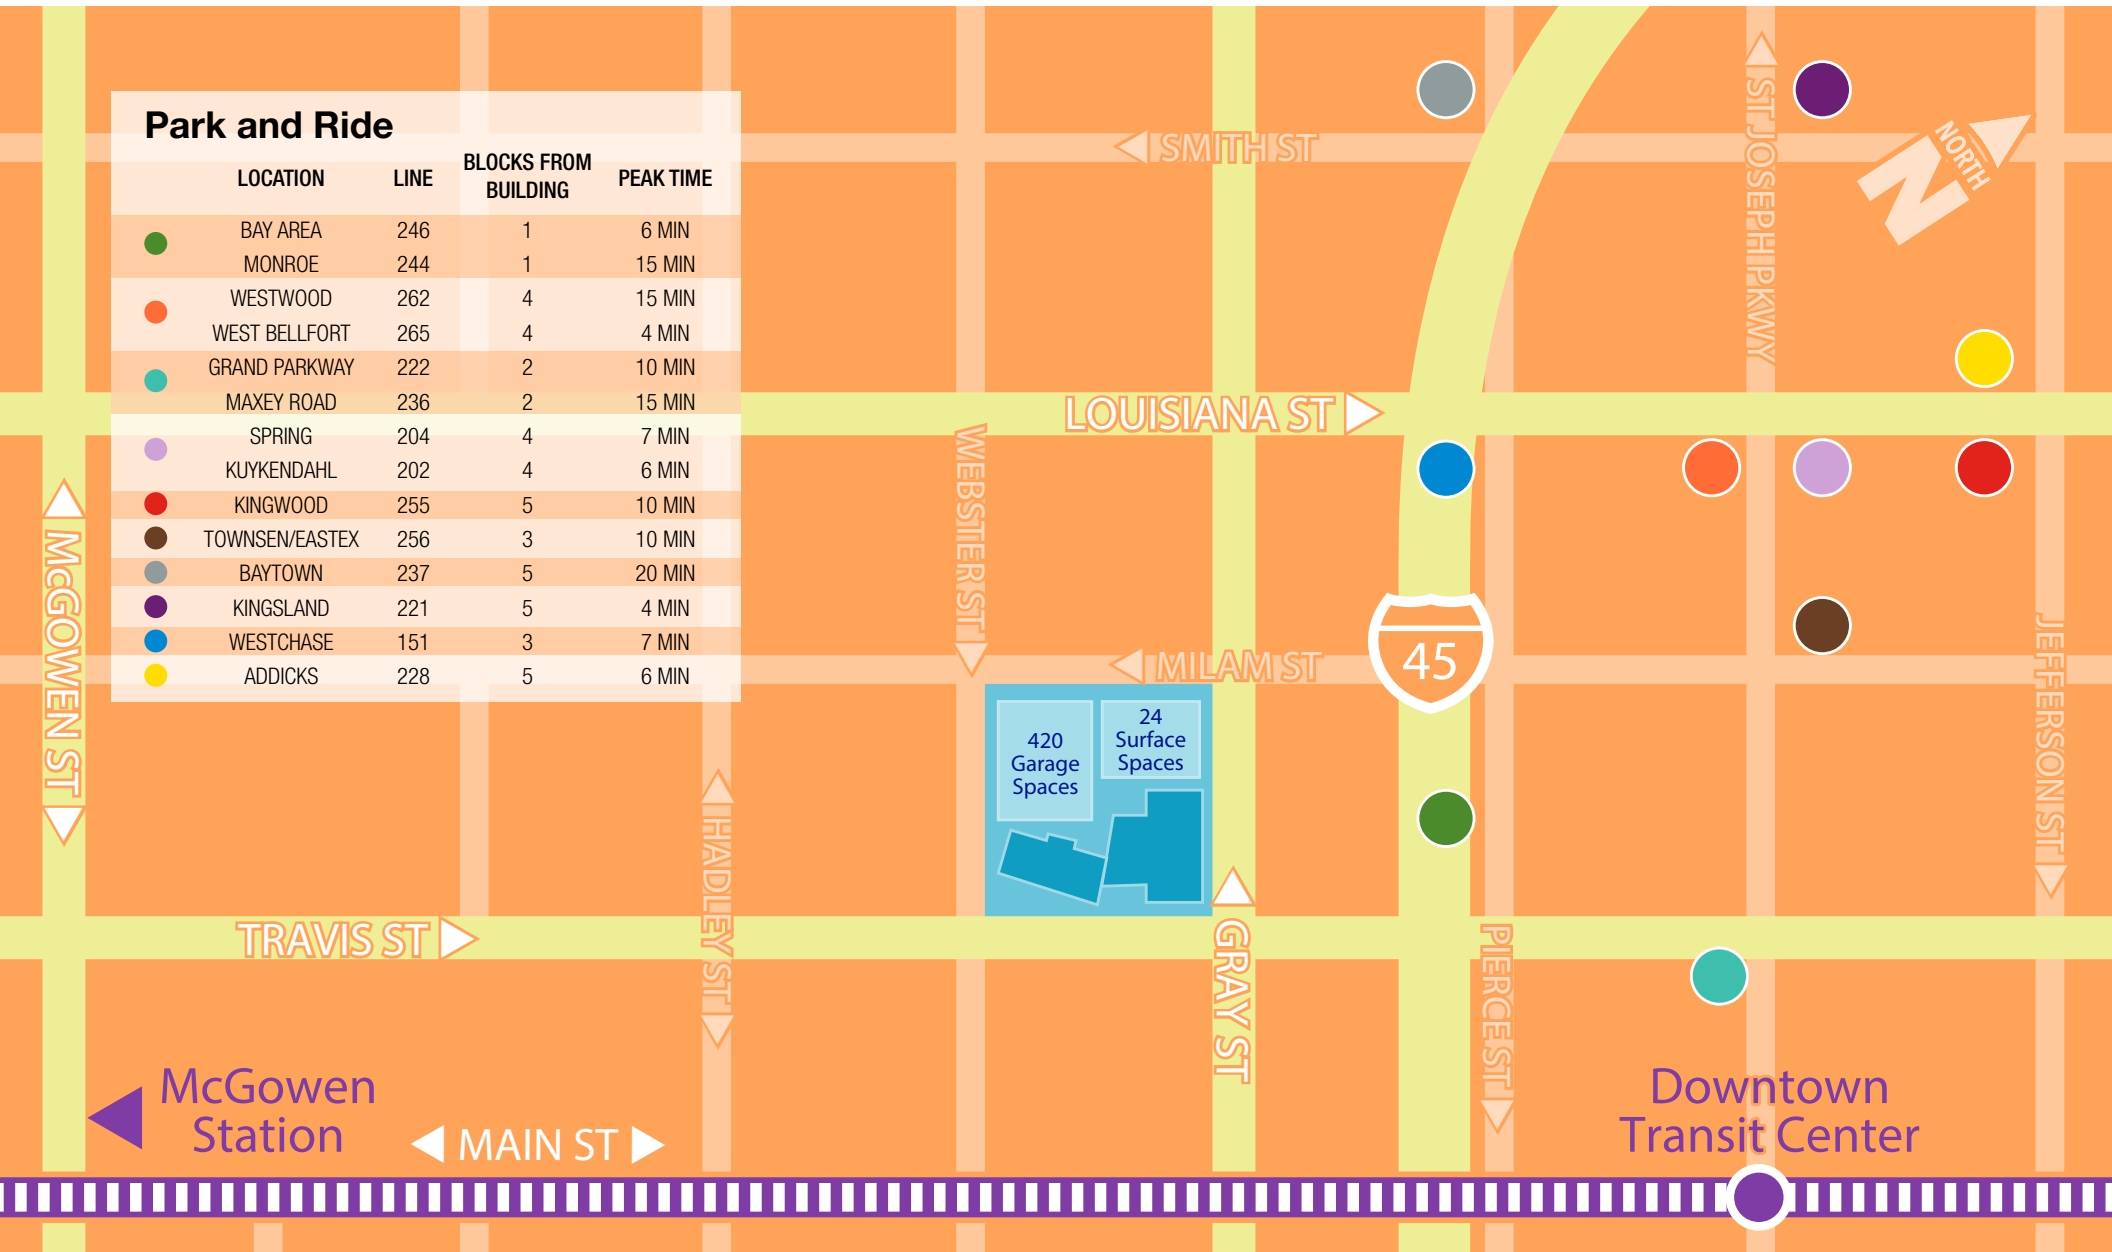 Park and Ride
LOCATION LINE BLOCKS FROM BUILDING PEAK TIME
BAY AREA 246 1 6 MIN
MONROE 244 1 15 MIN
WESTWOOD 262 4 15 MIN
WEST BELLFORT 265 4 4 MIN
GRAND PARKWAY 222 2 10 MIN
MAXEY ROAD 236 2 15 MIN
SPRING 204 4 7 MIN
KUYKENDAHL 202 4 6 MIN
KINGWOOD 255 5 10 MIN
TOWNSEN/EASTEX 256 3 10 MIN
BAYTOWN 237 5 20 MIN
KINGSLAND 221 5 4 MIN
WESTCHASE 151 3 7 MIN
ADDICKS 228 5 6 MIN
SMITH ST
ST JOSEPH PKWY
N
NORTH
LOUISIANA ST
WEBSTER ST
McGOWEN ST
MILAM ST
45
JEFFERSON ST
420
Garage
Spaces
24
Surface
Spaces
HADLEY ST
TRAVIS ST
GRAY ST
PIERCE ST
McGowen
Station
MAIN ST
Downtown
Transit Center